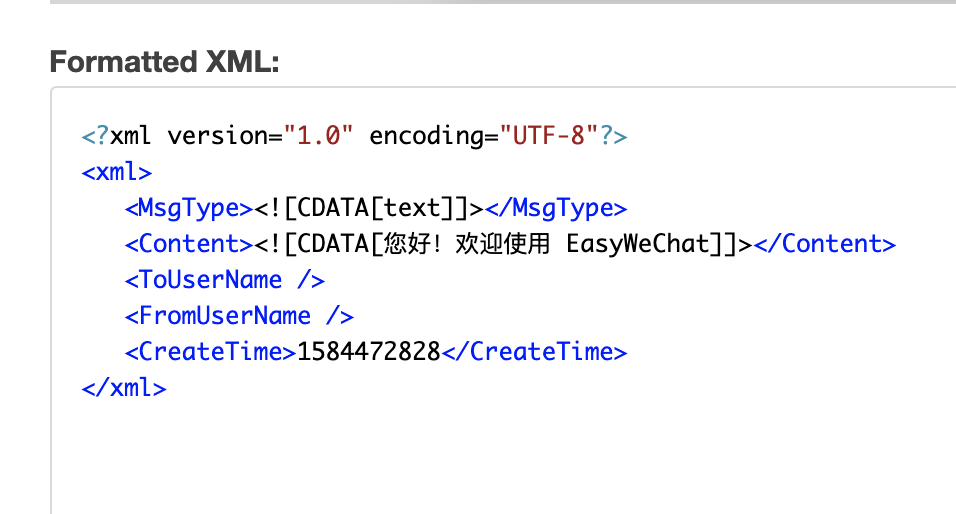 Formatted XML:
<?xml version="1.0" encoding="UTF-8"?>
<xml>
   <MsgType><![CDATA[text]]></MsgType>
   <Content><![CDATA[您好！欢迎使用 EasyWeChat]]></Content>
   <ToUserName />
   <FromUserName />
   <CreateTime>1584472828</CreateTime>
</xml>